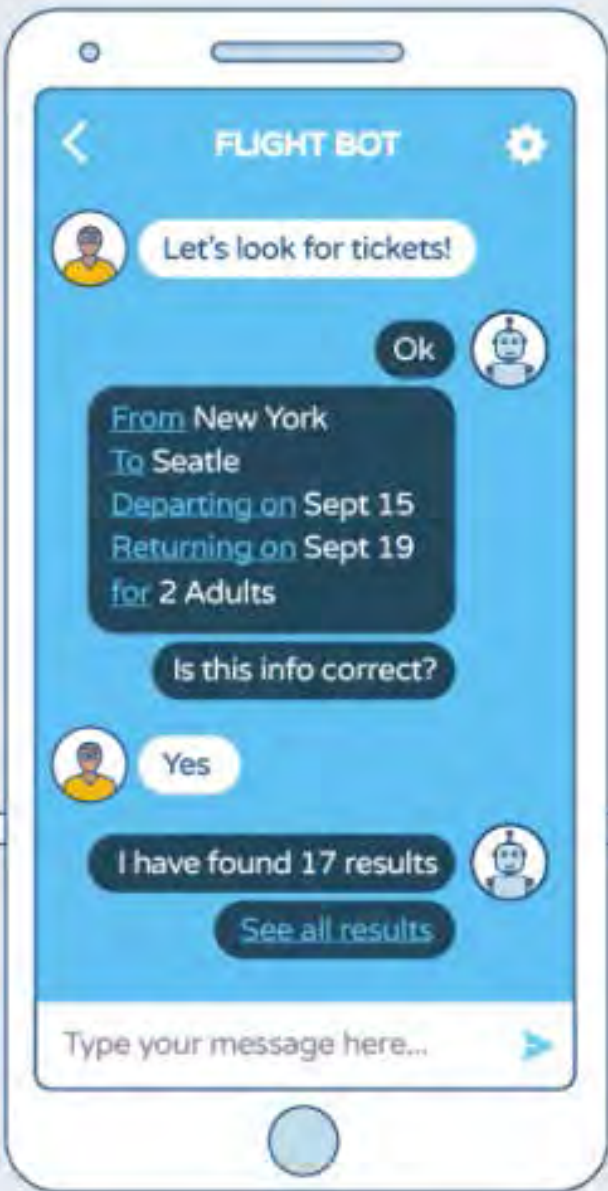 FLIGHT BOT
Let's look for tickets!
Ok
From New York
To Seatle
Departing on Sept 15
Returning on Sept 19
for 2 Adults
Is this info correct?
Yes
I have found 17 results
See all results
Type your message here...